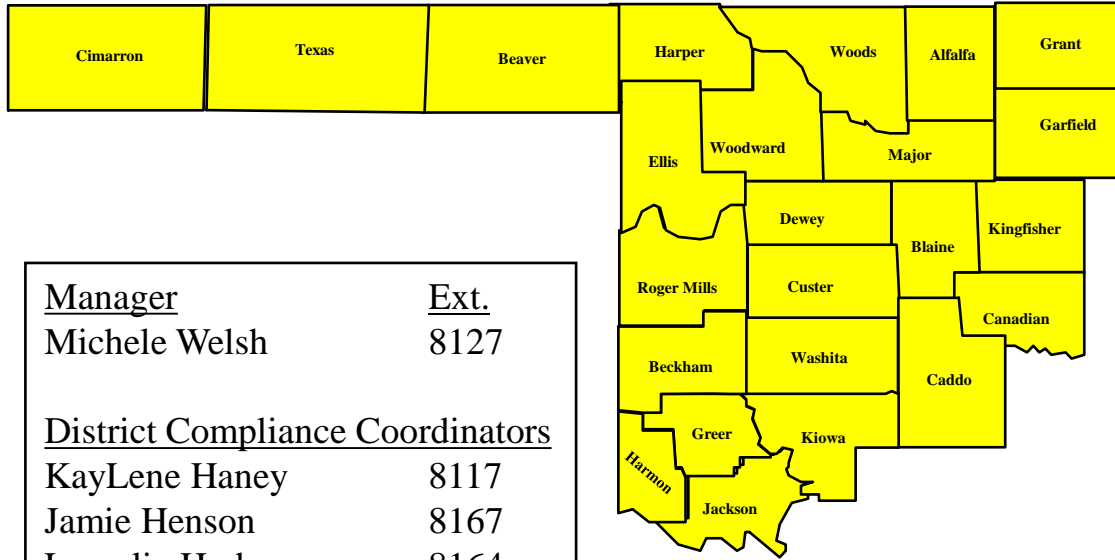 Cimarron
Texas
Beaver
Harper
Woods
Alfalfa
Grant
Garfield
Ellis
Woodward
Major
Dewey
Blaine
Kingfisher
Roger Mills
Custer
Canadian
Beckham
Washita
Caddo
Greer
Kiowa
Harmon
Jackson
Manager Ext.
Michele Welsh 8127
District Compliance Coordinators
KayLene Haney 8117
Jamie Henson 8167
8164